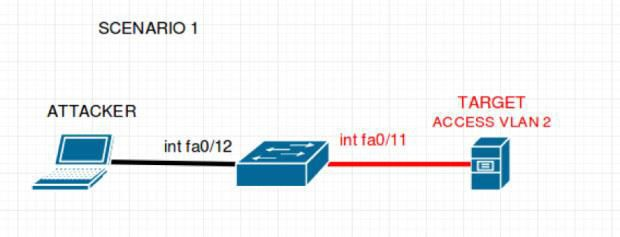 SCENARIO 1
ATTACKER
int fa0/12
int fa0/11
TARGET
ACCESS VLAN 2